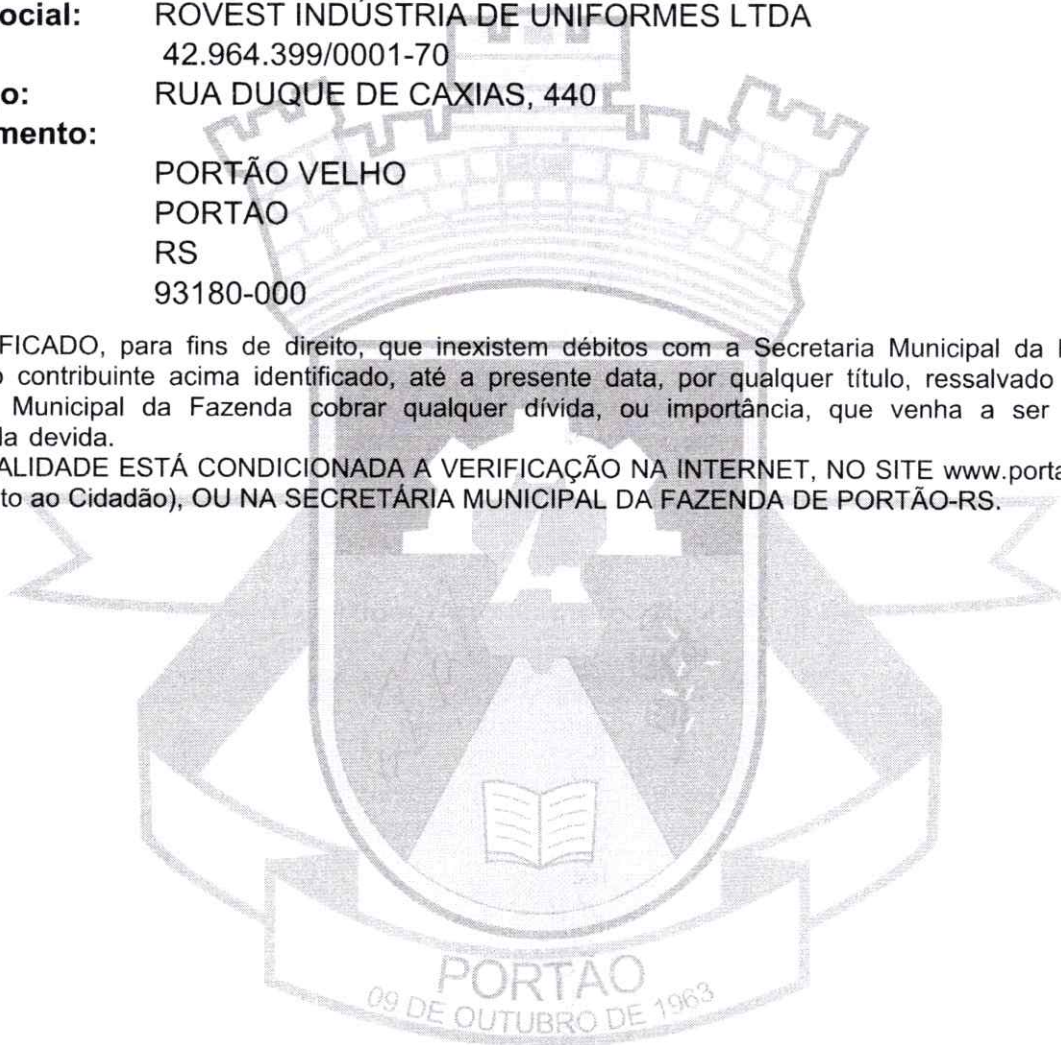 ocial: ROVEST INDÚSTRIA DE UNIFORMES LTDA
42.964.399/0001-70
o: RUA DUQUE DE CAXIAS, 440
mento:
PORTÃO VELHO
PORTAO
RS
93180-000
FICADO, para fins de direito, que inexistem débitos com a Secretaria Municipal da
o contribuinte acima identificado, até a presente data, por qualquer título, ressalvado
Municipal da Fazenda cobrar qualquer dívida, ou importância, que venha a ser
da devida.
ALIDADE ESTÁ CONDICIONADA A VERIFICAÇÃO NA INTERNET, NO SITE www.porta
to ao Cidadão), OU NA SECRETÁRIA MUNICIPAL DA FAZENDA DE PORTÃO-RS.
PORTÃO
09 DE OUTUBRO DE 1963